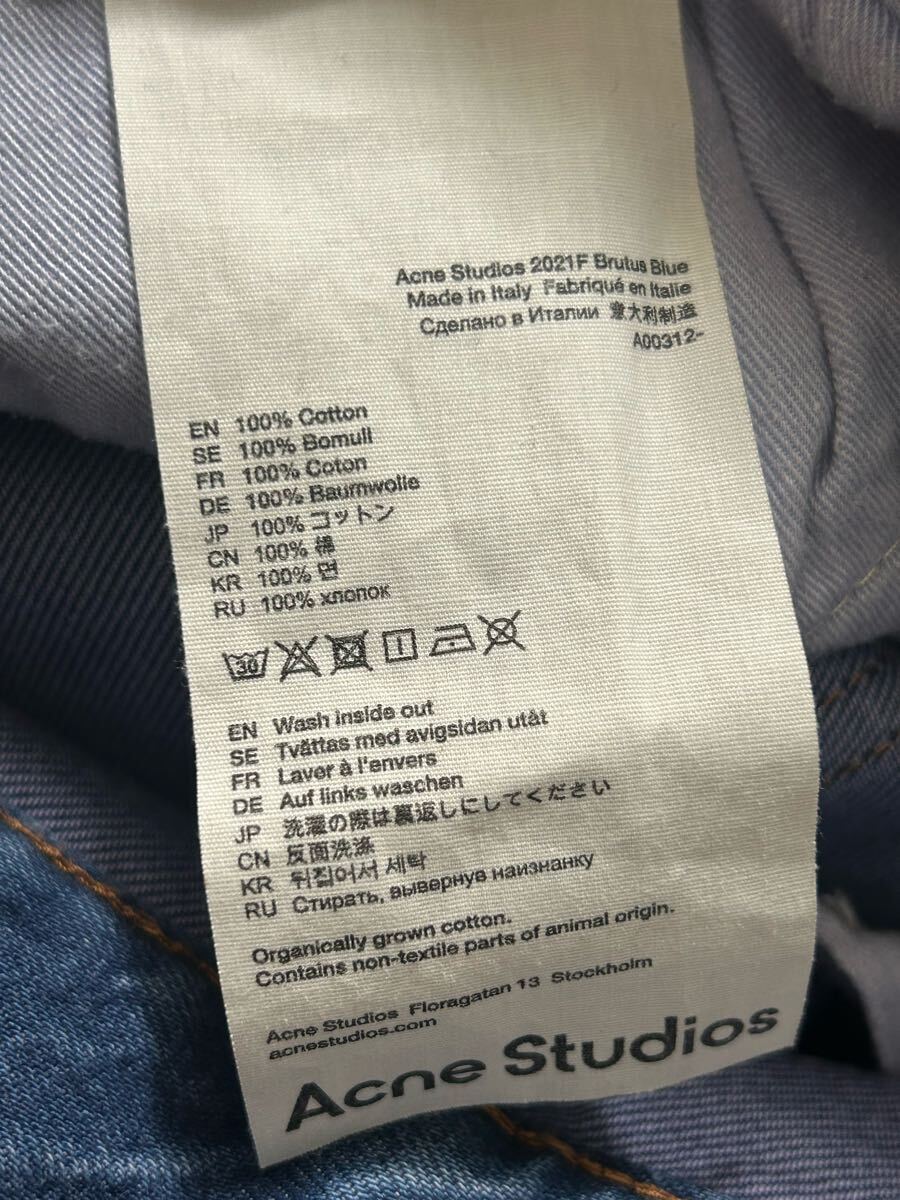 Acne Studios 2021F Brutus Blue
Made in Italy Fabriqué en Italie
Сделано в Италии 意大利制造
A00312-
EN 100% Cotton
SE 100% Bomull
FR 100% Coton
DE 100% Baumwolle
JP 100% コットン
CN 100% 棉
KR 100% 면
RU 100% хлопок
30
EN Wash inside out
SE Tvättas med avigsidan utåt
FR Laver à l'envers
DE Auf links waschen
JP 洗濯の際は裏返しにしてください
CN 反面洗涤
KR 뒤집어서 세탁
RU Стирать, вывернув наизнанку
Organically grown cotton.
Contains non-textile parts of animal origin.
Acne Studios Floragatan 13 Stockholm
acnestudios.com
Acne Studios